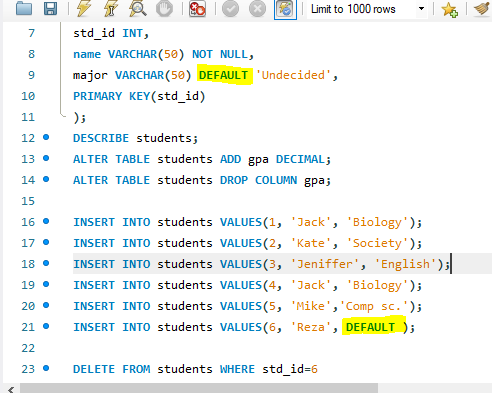 Limit to 1000 rows
7 std_id INT,
8 name VARCHAR(50) NOT NULL,
9 major VARCHAR(50) DEFAULT 'Undecided',
10 PRIMARY KEY(std_id)
11 );
12 DESCRIBE students;
13 ALTER TABLE students ADD gpa DECIMAL;
14 ALTER TABLE students DROP COLUMN gpa;
15
16 INSERT INTO students VALUES(1, 'Jack', 'Biology');
17 INSERT INTO students VALUES(2, 'Kate', 'Society');
18 INSERT INTO students VALUES(3, 'Jeniffer', 'English');
19 INSERT INTO students VALUES(4, 'Jack', 'Biology');
20 INSERT INTO students VALUES(5, 'Mike','Comp sc.');
21 INSERT INTO students VALUES(6, 'Reza', DEFAULT );
22
23 DELETE FROM students WHERE std_id=6